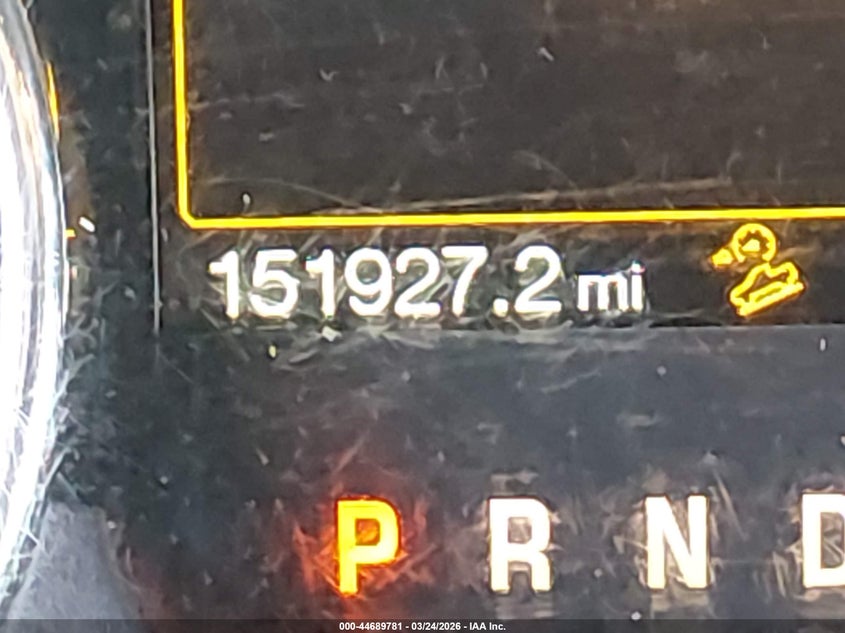 151927.2 mi
P R N D
000-44689781 - 03/24/2026 - IAA Inc.